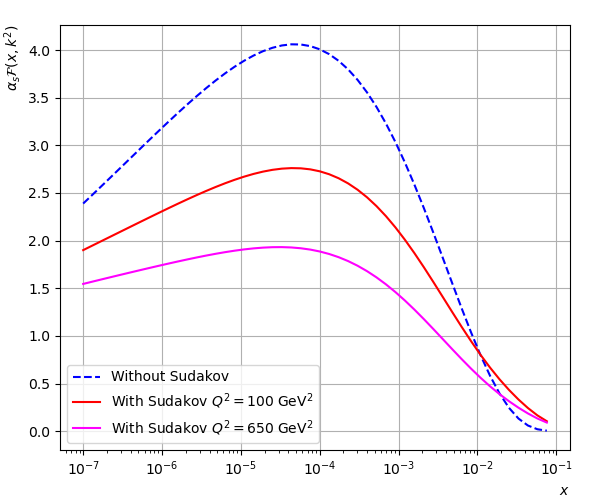 α_s F(x, k²)
4.0
3.5
3.0
2.5
2.0
1.5
1.0
0.5
0.0
Without Sudakov
With Sudakov Q² = 100 GeV²
With Sudakov Q² = 650 GeV²
10⁻⁷ 10⁻⁶ 10⁻⁵ 10⁻⁴ 10⁻³ 10⁻² 10⁻¹
x